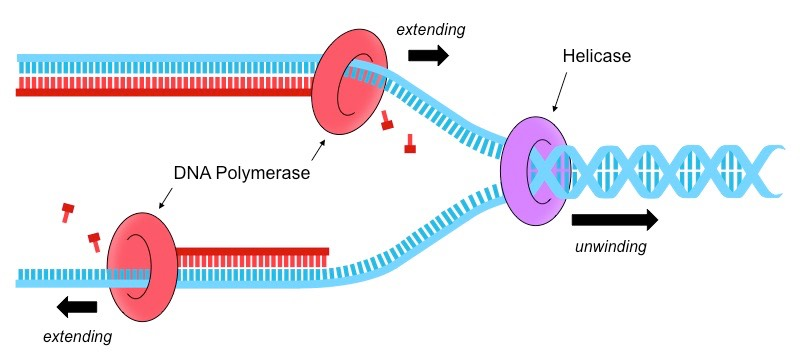 extending
Helicase
DNA Polymerase
unwinding
extending